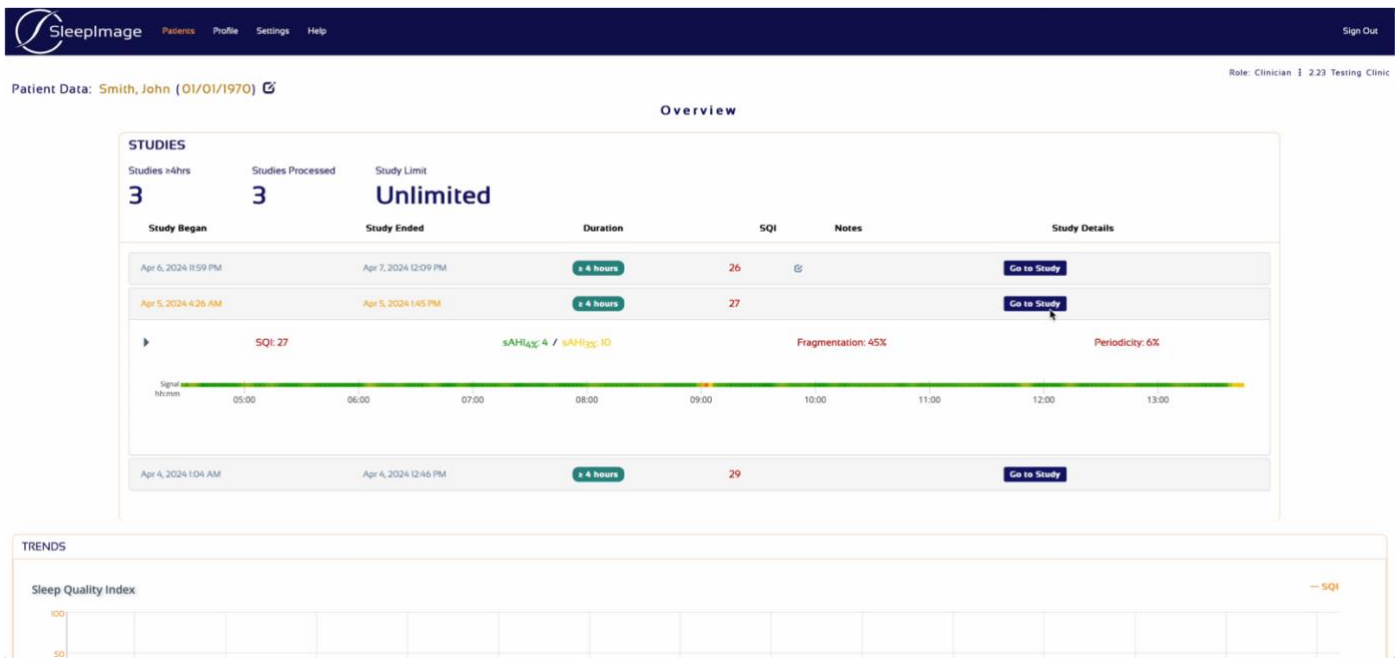 SleepImage Patients Profile Settings Help Sign Out
Role: Clinician ⋮ 2.23 Testing Clinic
Patient Data: Smith, John (01/01/1970)
Overview
STUDIES
Studies ≥4hrs Studies Processed Study Limit
3 3 Unlimited
Study Began Study Ended Duration SQI Notes Study Details
Apr 6, 2024 11:59 PM Apr 7, 2024 12:09 PM ≥ 4 hours 26 Go to Study
Apr 5, 2024 4:26 AM Apr 5, 2024 1:45 PM ≥ 4 hours 27 Go to Study
SQI: 27 sAHI4%: 4 / sAHI3%: 10 Fragmentation: 45% Periodicity: 6%
Signal
hh:mm 05:00 06:00 07:00 08:00 09:00 10:00 11:00 12:00 13:00
Apr 4, 2024 1:04 AM Apr 4, 2024 12:46 PM ≥ 4 hours 29 Go to Study
TRENDS
Sleep Quality Index — SQI
100
50